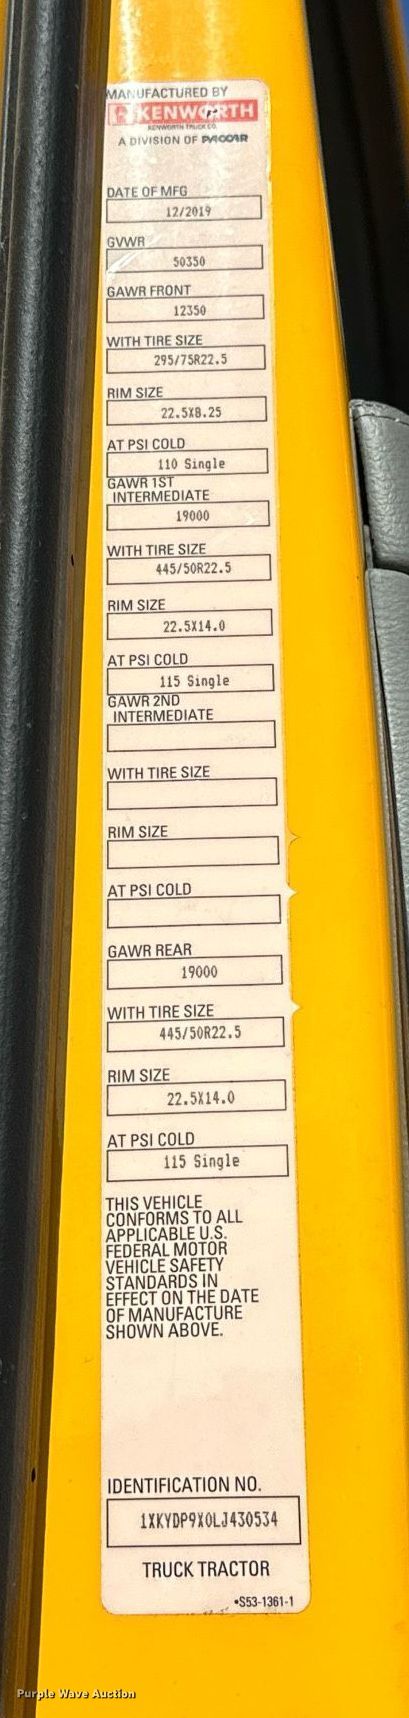 MANUFACTURED BY
KENWORTH
KENWORTH TRUCK CO.
A DIVISION OF PACCAR
DATE OF MFG
12/2019
GVWR
50350
GAWR FRONT
12350
WITH TIRE SIZE
295/75R22.5
RIM SIZE
22.5X8.25
AT PSI COLD
110 Single
GAWR 1ST
INTERMEDIATE
19000
WITH TIRE SIZE
445/50R22.5
RIM SIZE
22.5X14.0
AT PSI COLD
115 Single
GAWR 2ND
INTERMEDIATE
WITH TIRE SIZE
RIM SIZE
AT PSI COLD
GAWR REAR
19000
WITH TIRE SIZE
445/50R22.5
RIM SIZE
22.5X14.0
AT PSI COLD
115 Single
THIS VEHICLE
CONFORMS TO ALL
APPLICABLE U.S.
FEDERAL MOTOR
VEHICLE SAFETY
STANDARDS IN
EFFECT ON THE DATE
OF MANUFACTURE
SHOWN ABOVE.
IDENTIFICATION NO.
1XKYDP9X0LJ430534
TRUCK TRACTOR
•S53-1361-1
Purple Wave Auction